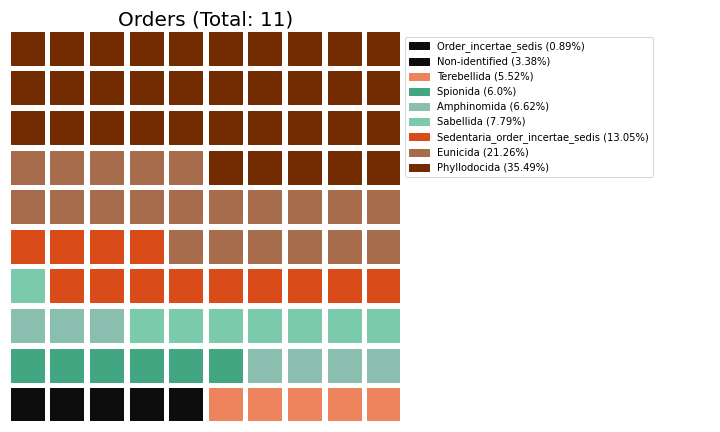 Orders (Total: 11)
Order_incertae_sedis (0.89%)
Non-identified (3.38%)
Terebellida (5.52%)
Spionida (6.0%)
Amphinomida (6.62%)
Sabellida (7.79%)
Sedentaria_order_incertae_sedis (13.05%)
Eunicida (21.26%)
Phyllodocida (35.49%)